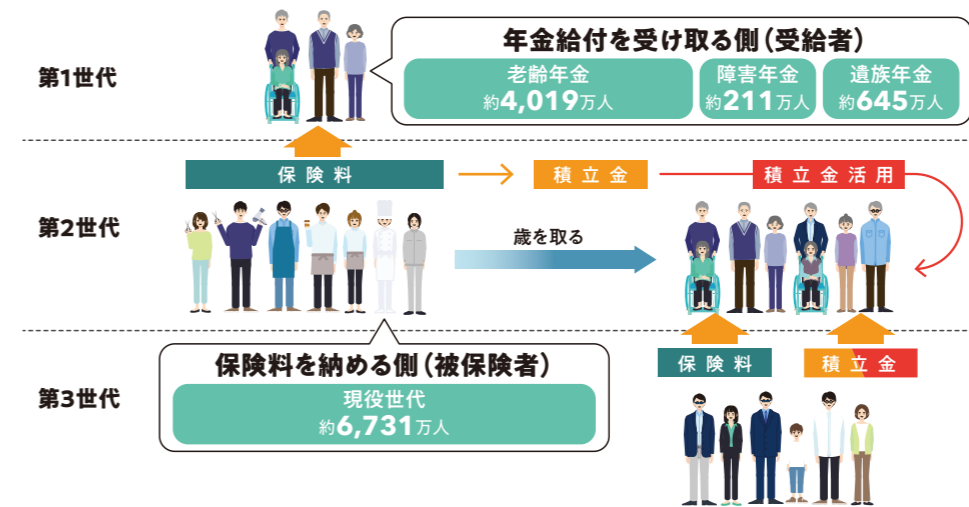 年金給付を受け取る側（受給者）
第1世代
老齢年金
約4,019万人
障害年金
約211万人
遺族年金
約645万人
保険料
積立金
積立金活用
第2世代
歳を取る
保険料を納める側（被保険者）
現役世代
約6,731万人
第3世代
保険料
積立金